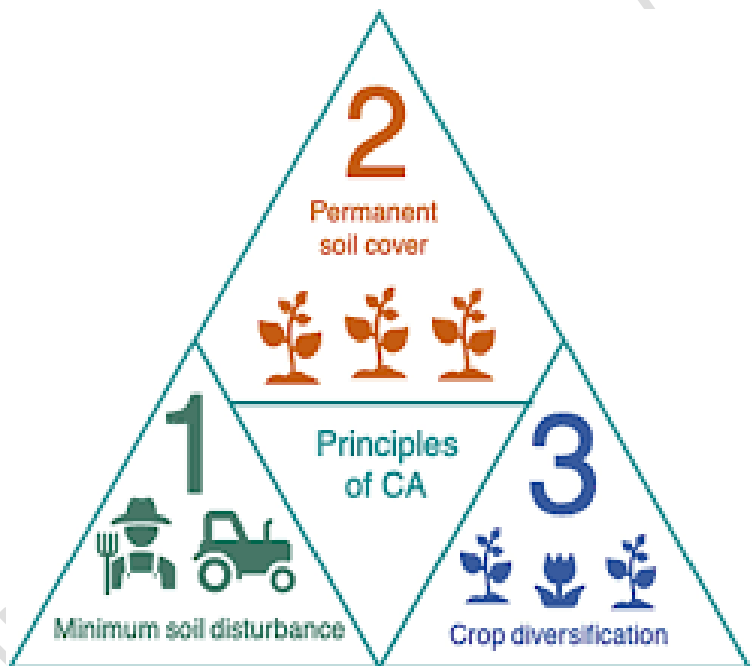 2
Permanent
soil cover
1
Minimum soil disturbance
Principles
of CA
3
Crop diversification